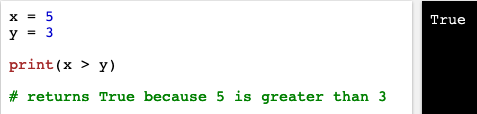 x = 5
y = 3
print(x > y)
# returns True because 5 is greater than 3
True